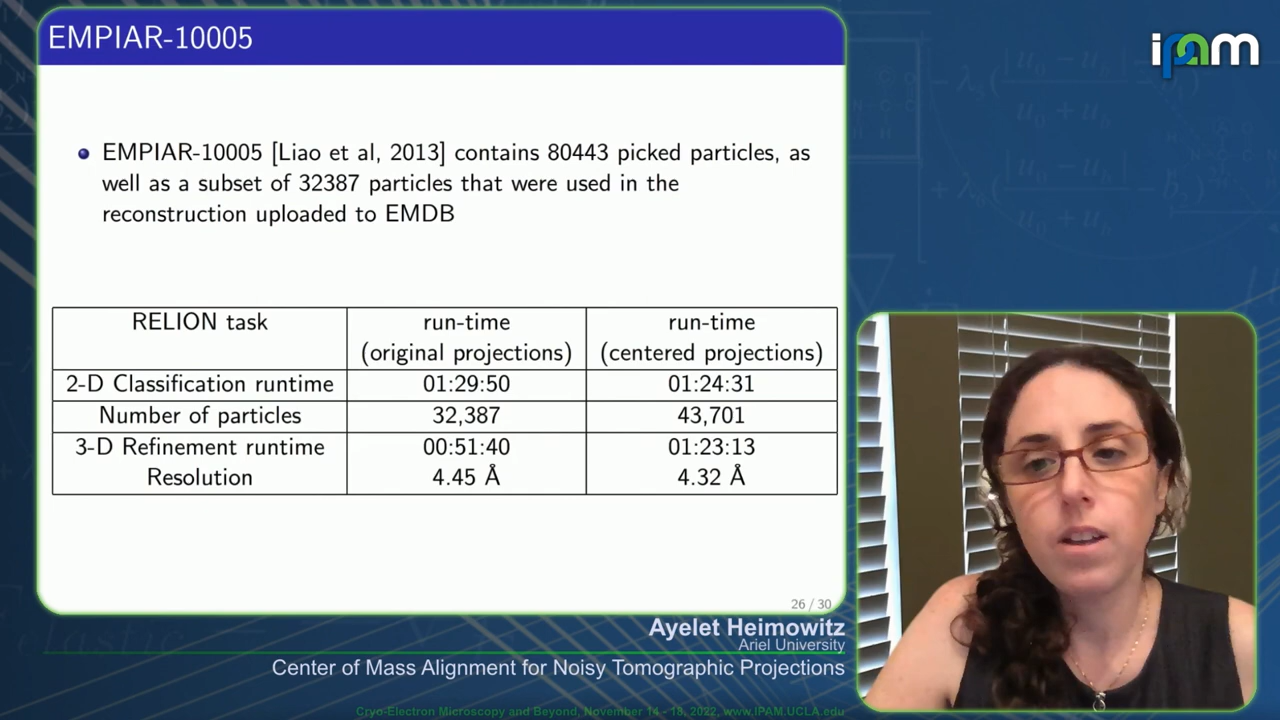 EMPIAR-10005
ipam
EMPIAR-10005 [Liao et al, 2013] contains 80443 picked particles, as
well as a subset of 32387 particles that were used in the
reconstruction uploaded to EMDB
RELION task run-time run-time
(original projections) (centered projections)
2-D Classification runtime 01:29:50 01:24:31
Number of particles 32,387 43,701
3-D Refinement runtime 00:51:40 01:23:13
Resolution 4.45 Å 4.32 Å
26 / 30
Ayelet Heimowitz
Ariel University
Center of Mass Alignment for Noisy Tomographic Projections
Cryo-Electron Microscopy and Beyond, November 14 - 18, 2022, www.IPAM.UCLA.edu